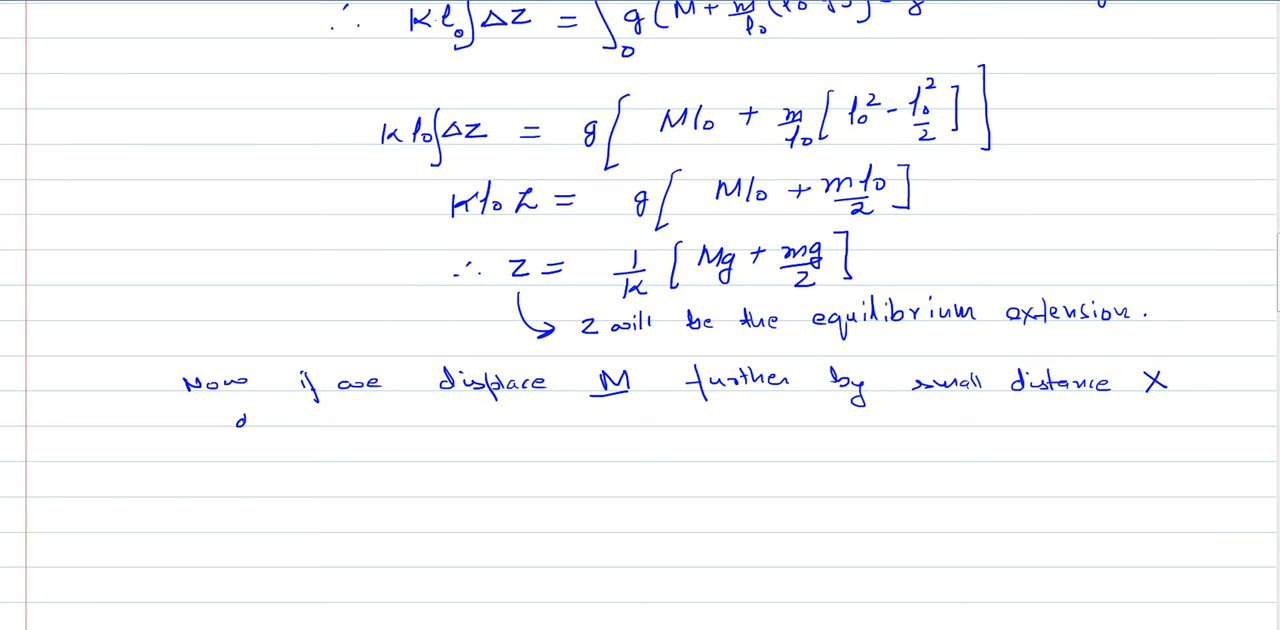 ∴ K l₀ ∫ΔZ = ∫₀ g (M + m/l₀ (l₀
K l₀ ∫ΔZ = g [ M l₀ + m/l₀ [ l₀² - l₀²/2 ] ]
K l₀ Z = g [ M l₀ + m l₀/2 ]
∴ Z = 1/K [ Mg + mg/2 ]
Z will be the equilibrium extension.
Now if we displace M further by small distance X
d